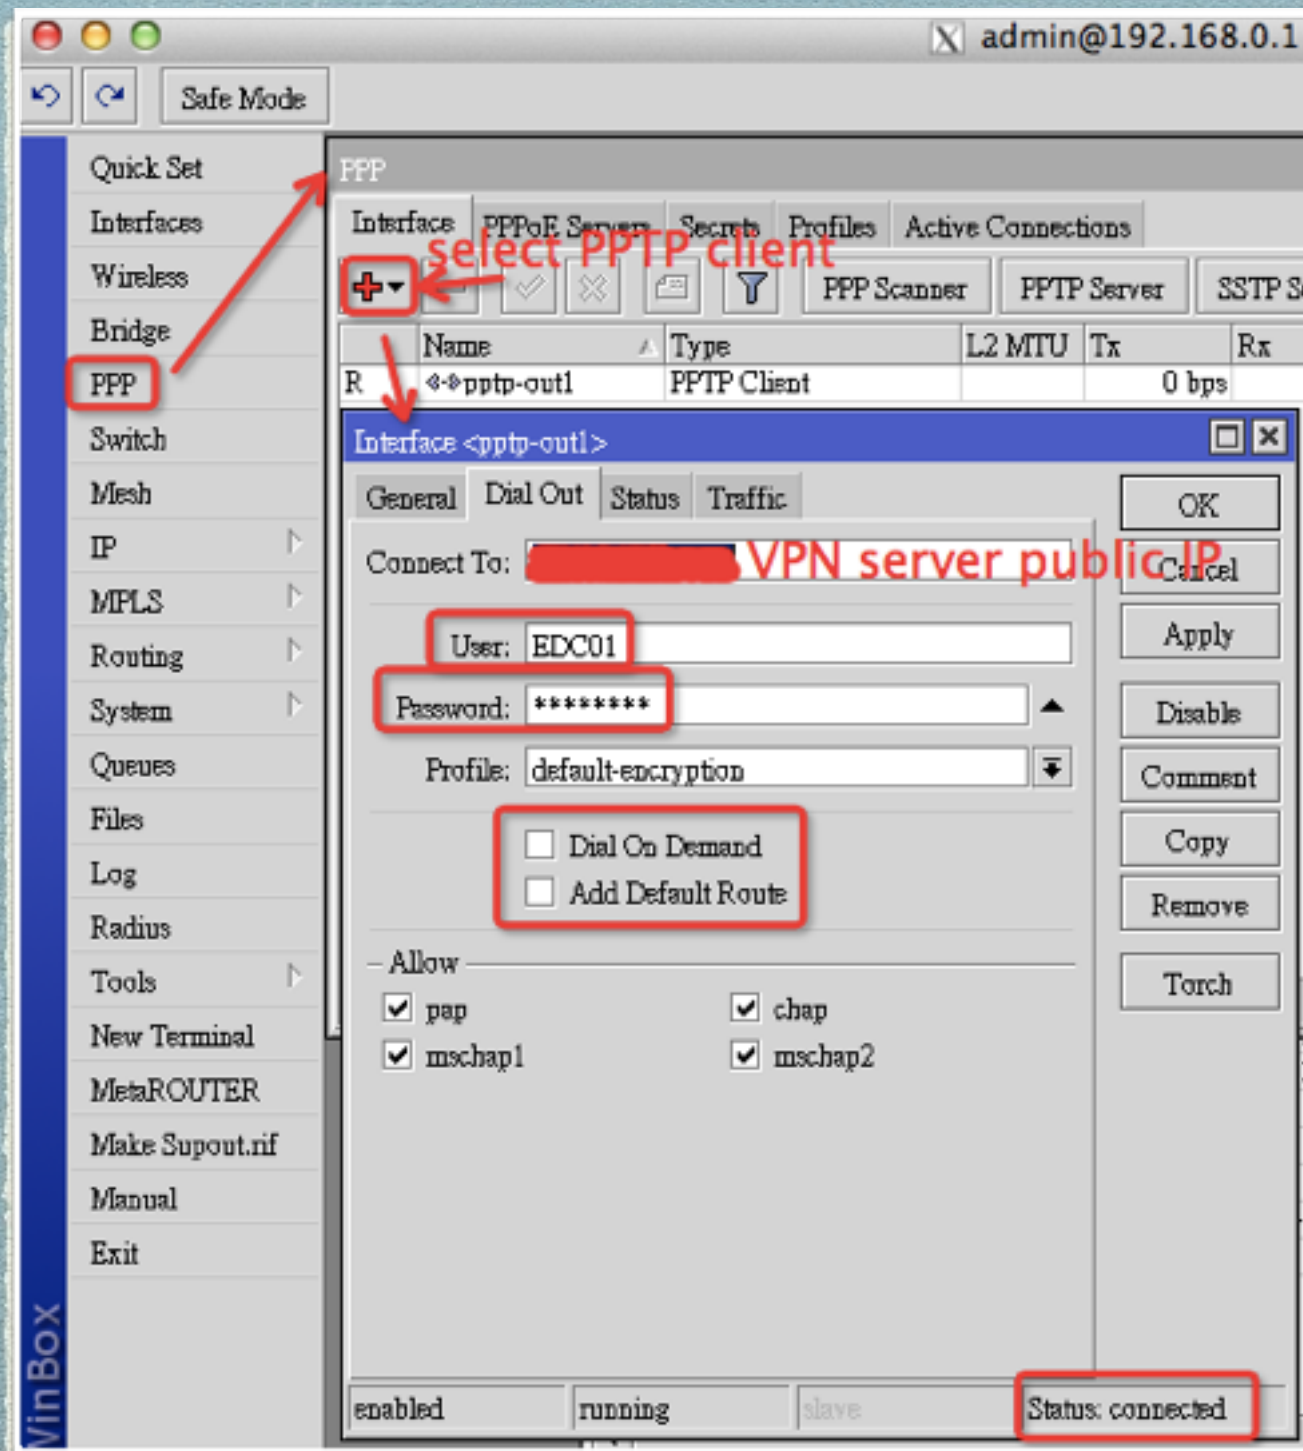 admin@192.168.0.1
Safe Mode
Quick Set
Interfaces
Wireless
Bridge
PPP
Switch
Mesh
IP
MPLS
Routing
System
Queues
Files
Log
Radius
Tools
New Terminal
MetaROUTER
Make Supout.rif
Manual
Exit
WinBox
PPP
Interface PPPoE Servers Secrets Profiles Active Connections
select PPTP client
PPP Scanner PPTP Server SSTP S
Name Type L2 MTU Tx Rx
R pptp-out1 PPTP Client 0 bps
Interface <pptp-out1>
General Dial Out Status Traffic
Connect To: VPN server public IP
User: EDC01
Password: ********
Profile: default-encryption
Dial On Demand
Add Default Route
Allow
pap chap
mschap1 mschap2
OK
Cancel
Apply
Disable
Comment
Copy
Remove
Torch
enabled running slave Status: connected